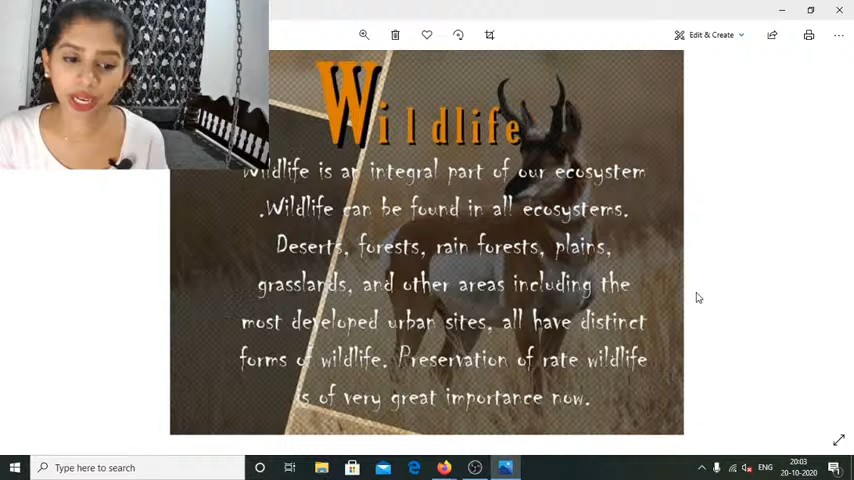 Edit & Create
Wildlife
Wildlife is an integral part of our ecosystem
.Wildlife can be found in all ecosystems.
Deserts, forests, rain forests, plains,
grasslands, and other areas including the
most developed urban sites, all have distinct
forms of wildlife. Preservation of rate wildlife
is of very great importance now.
Type here to search
ENG
20:03
20-10-2020